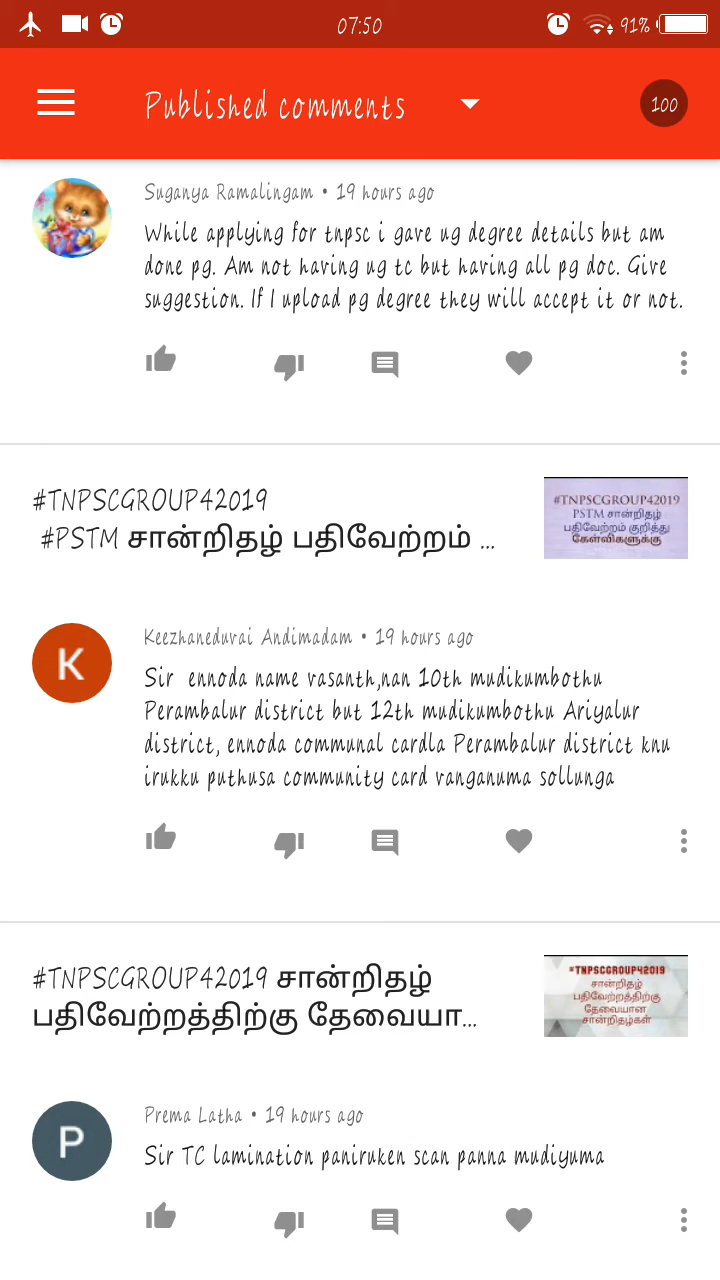 07:50
91%
Published comments
100
Suganya Ramalingam • 19 hours ago
While applying for tnpsc i gave ug degree details but am
done pg. Am not having ug tc but having all pg doc. Give
suggestion. If I upload pg degree they will accept it or not.
#TNPSCGROUP42019
#PSTM சான்றிதழ் பதிவேற்றம் ...
#TNPSCGROUP42019
PSTM சான்றிதழ்
பதிவேற்றம் குறித்து
கேள்விகளுக்கு
Keezhaneduvai Andimadam • 19 hours ago
K
Sir ennoda name vasanth,nan 10th mudikumbothu
Perambalur district but 12th mudikumbothu Ariyalur
district, ennoda communal cardla Perambalur district knu
irukku puthusa community card vanganuma sollunga
#TNPSCGROUP42019 சான்றிதழ்
பதிவேற்றத்திற்கு தேவையா...
#TNPSCGROUP42019
சான்றிதழ்
பதிவேற்றத்திற்கு
தேவையான
சான்றிதழ்கள்
Prema Latha • 19 hours ago
P
Sir TC lamination paniruken scan panna mudiyuma